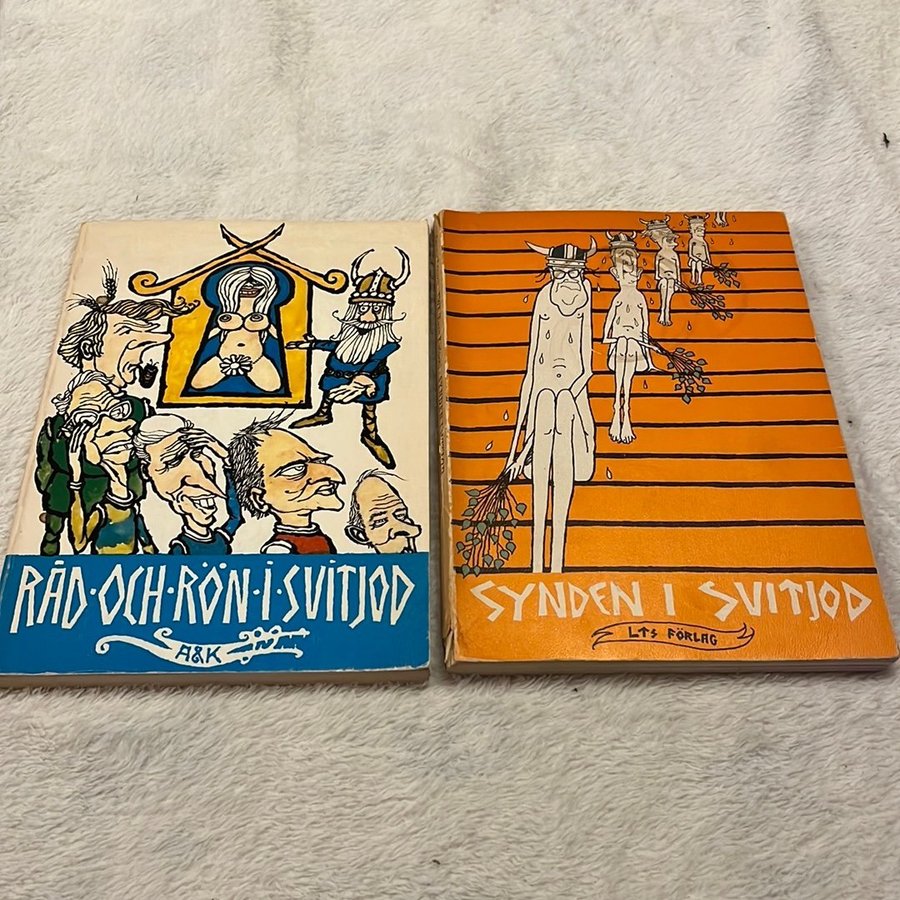 RÅD·OCH·RÖN·I·SVITJOD
A&K
SYNDEN I SVITJOD
LTs FÖRLAG